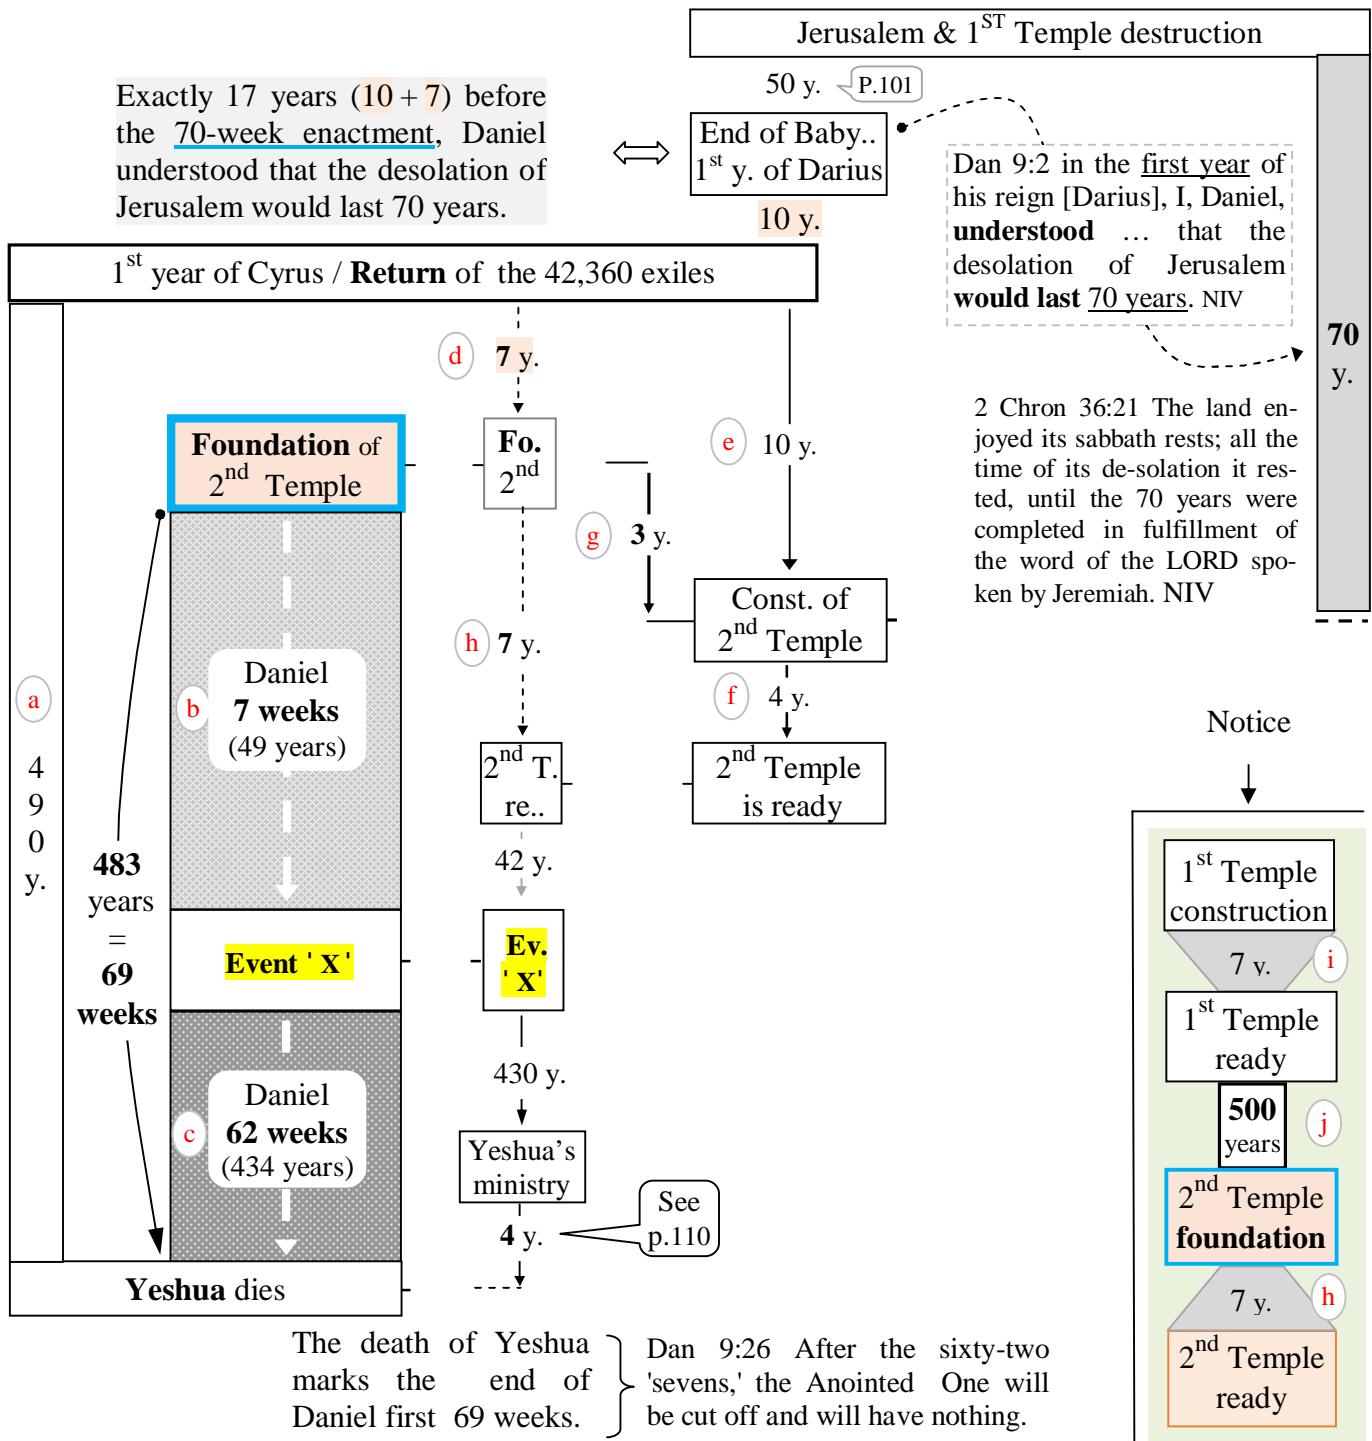 Jerusalem & 1ST Temple destruction
50 y.
P.101
Exactly 17 years (10 + 7) before
the 70-week enactment, Daniel
understood that the desolation of
Jerusalem would last 70 years.
End of Baby..
1st y. of Darius
10 y.
Dan 9:2 in the first year of
his reign [Darius], I, Daniel,
understood … that the
desolation of Jerusalem
would last 70 years. NIV
70
y.
1st year of Cyrus / Return of the 42,360 exiles
d
7 y.
2 Chron 36:21 The land en-
joyed its sabbath rests; all the
time of its de-solation it res-
ted, until the 70 years were
completed in fulfillment of
the word of the LORD spo-
ken by Jeremiah. NIV
Foundation of
2nd Temple
Fo.
2nd
e
10 y.
g
3 y.
Const. of
2nd Temple
h
7 y.
f
4 y.
a
4
9
0
y.
b
Daniel
7 weeks
(49 years)
2nd T.
re..
2nd Temple
is ready
42 y.
483
years
=
69
weeks
Event ' X '
Ev.
' X'
430 y.
c
Daniel
62 weeks
(434 years)
Yeshua’s
ministry
4 y.
See
p.110
Yeshua dies
The death of Yeshua
marks the end of
Daniel first 69 weeks.
Dan 9:26 After the sixty-two
'sevens,' the Anointed One will
be cut off and will have nothing.
Notice
1st Temple
construction
7 y.
i
1st Temple
ready
500
years
j
2nd Temple
foundation
7 y.
h
2nd Temple
ready